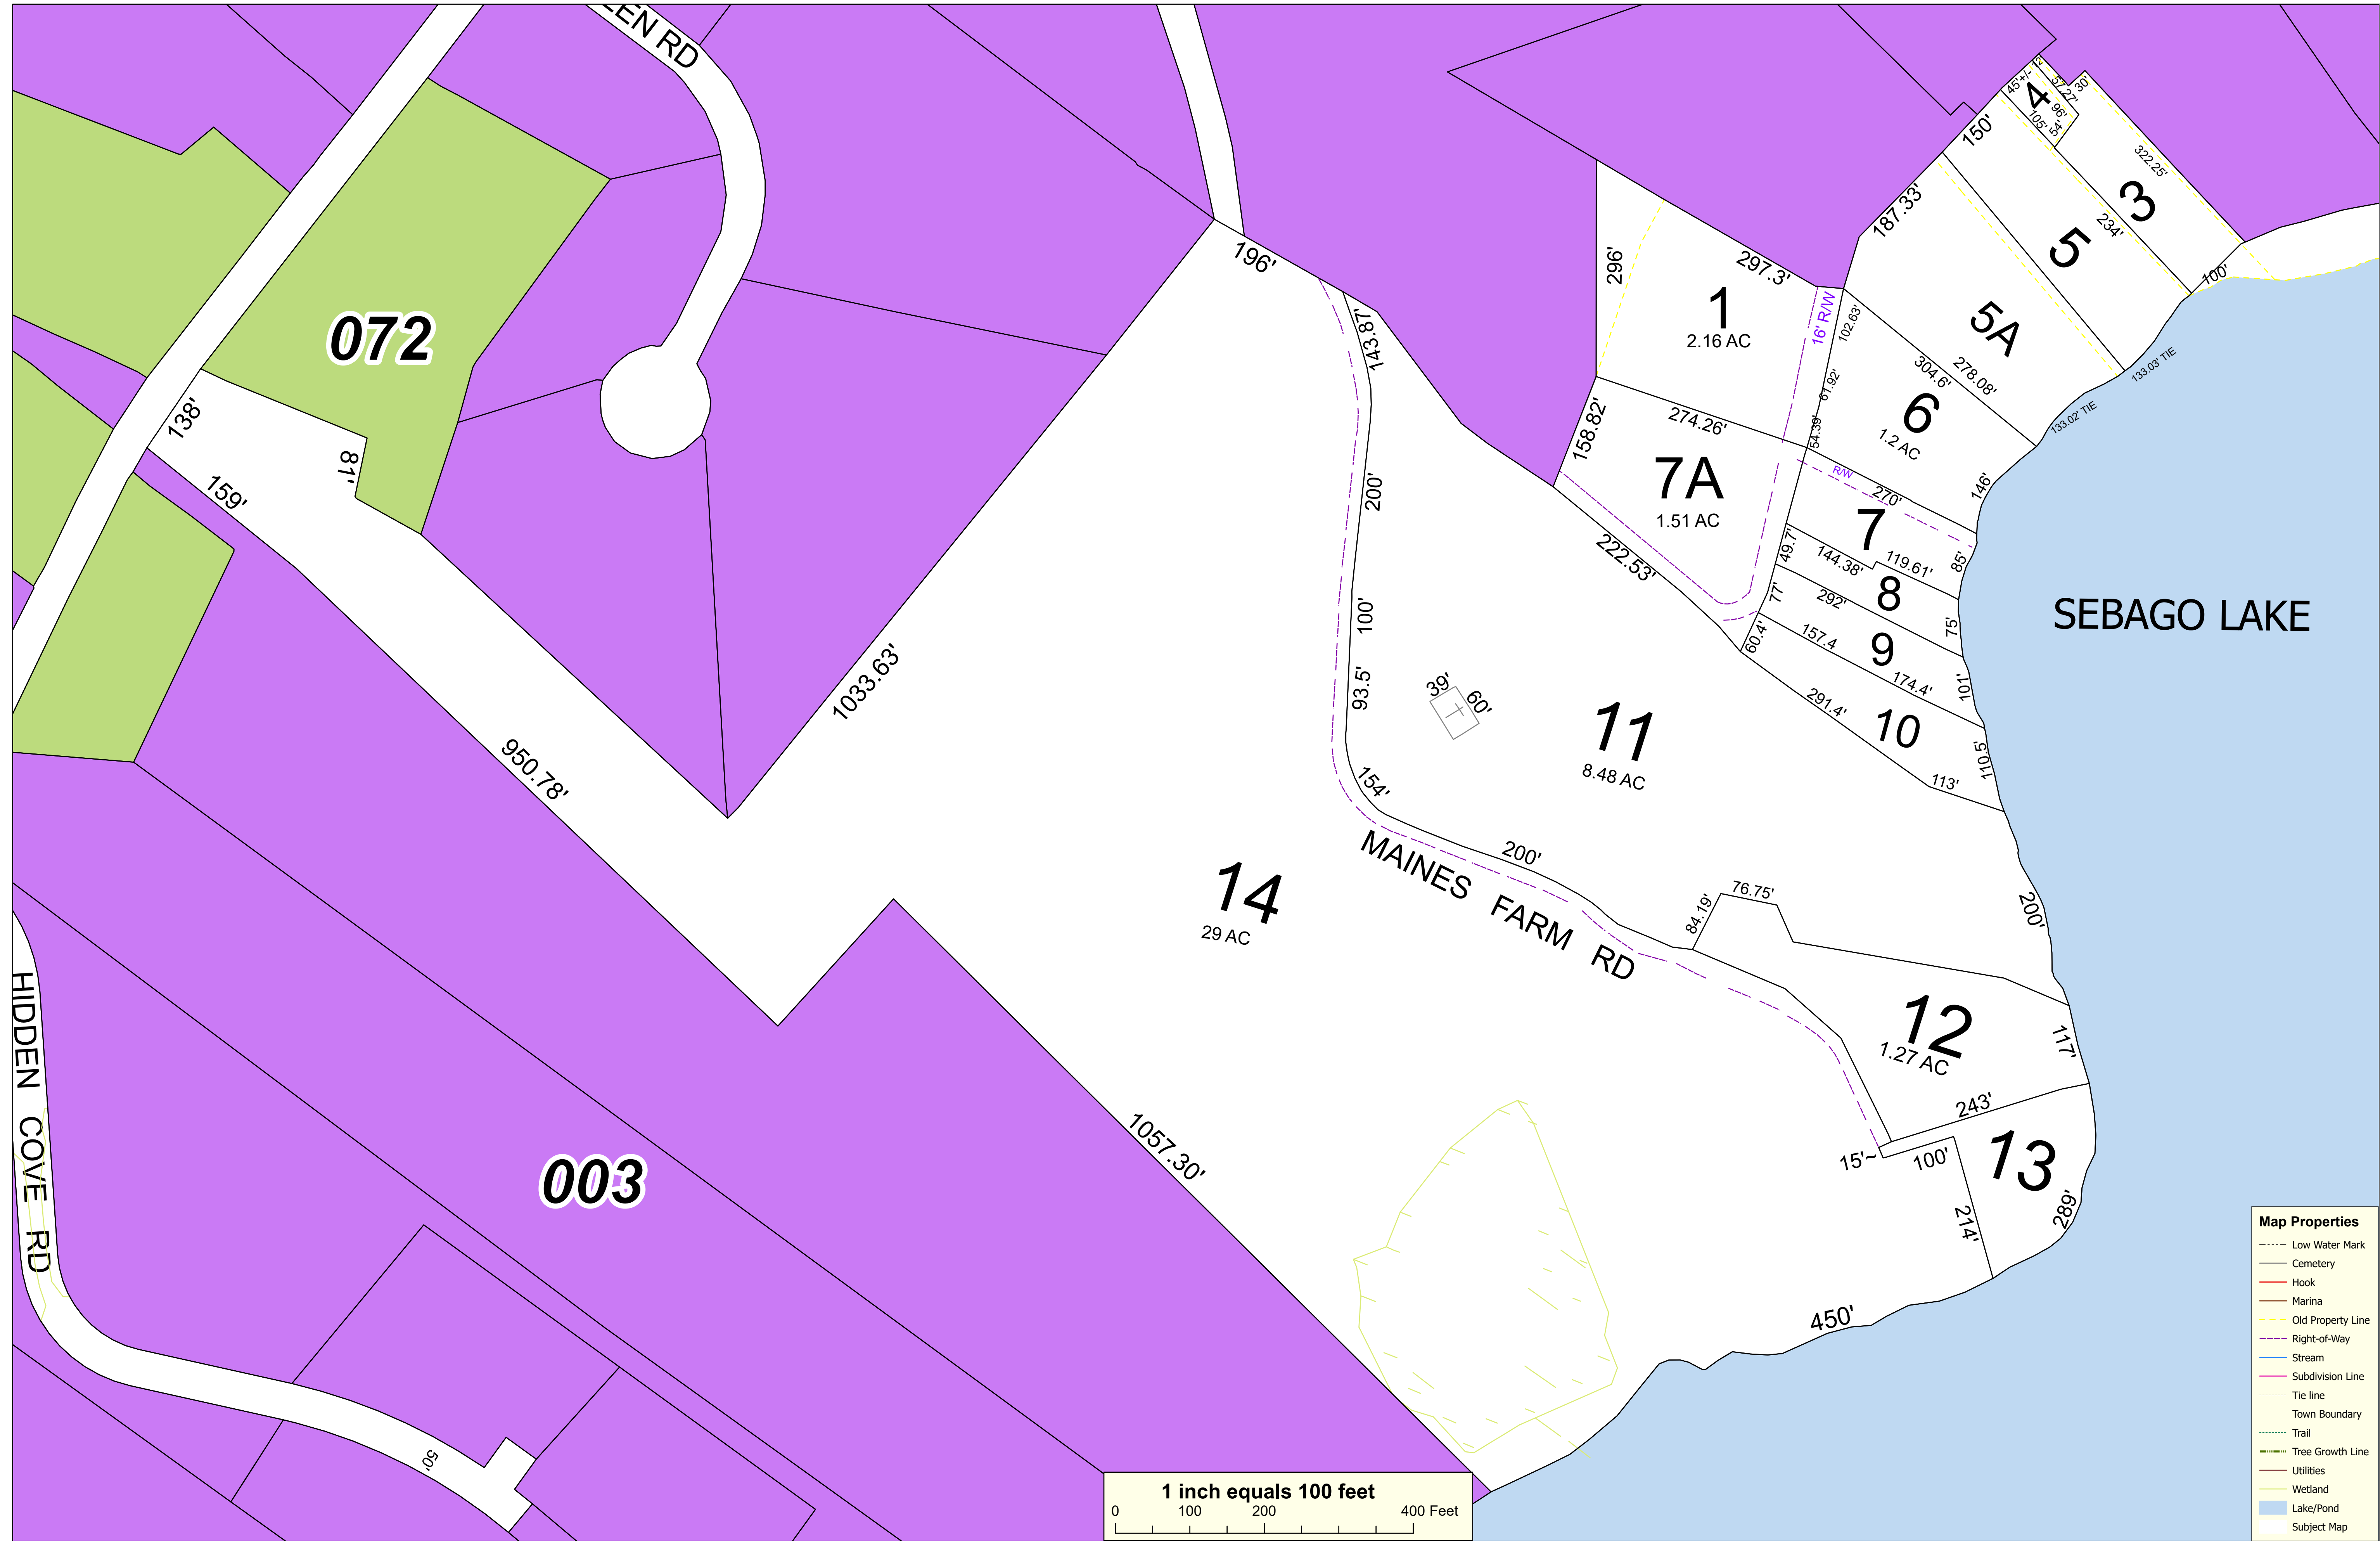 EEN RD
072
138'
81'
159'
950.78'
1033.63'
196'
143.87'
200'
100'
93.5'
154'
200'
MAINES FARM RD
39'
60'
296'
297.3'
1
2.16 AC
16' R/W
102.63'
61.92'
54.39'
274.26'
158.82'
7A
1.51 AC
222.53'
187.33'
150'
45'+/-
12'
57.27'
30'
4
96'
105'
54'
322.25'
3
234'
100'
5
5A
133.03' TIE
133.02' TIE
304.6'
278.08'
6
1.2 AC
146'
R/W
270'
7
85'
49.7'
144.38'
119.61'
8
77'
292'
75'
9
60.4'
157.4
174.4'
101'
291.4'
10
110.5'
113'
SEBAGO LAKE
11
8.48 AC
200'
84.19'
76.75'
12
1.27 AC
117'
243'
15'~
100'
13
214'
289'
450'
14
29 AC
1057.30'
003
HIDDEN COVE RD
50'
1 inch equals 100 feet
0 100 200 400 Feet
Map Properties
Low Water Mark
Cemetery
Hook
Marina
Old Property Line
Right-of-Way
Stream
Subdivision Line
Tie line
Town Boundary
Trail
Tree Growth Line
Utilities
Wetland
Lake/Pond
Subject Map